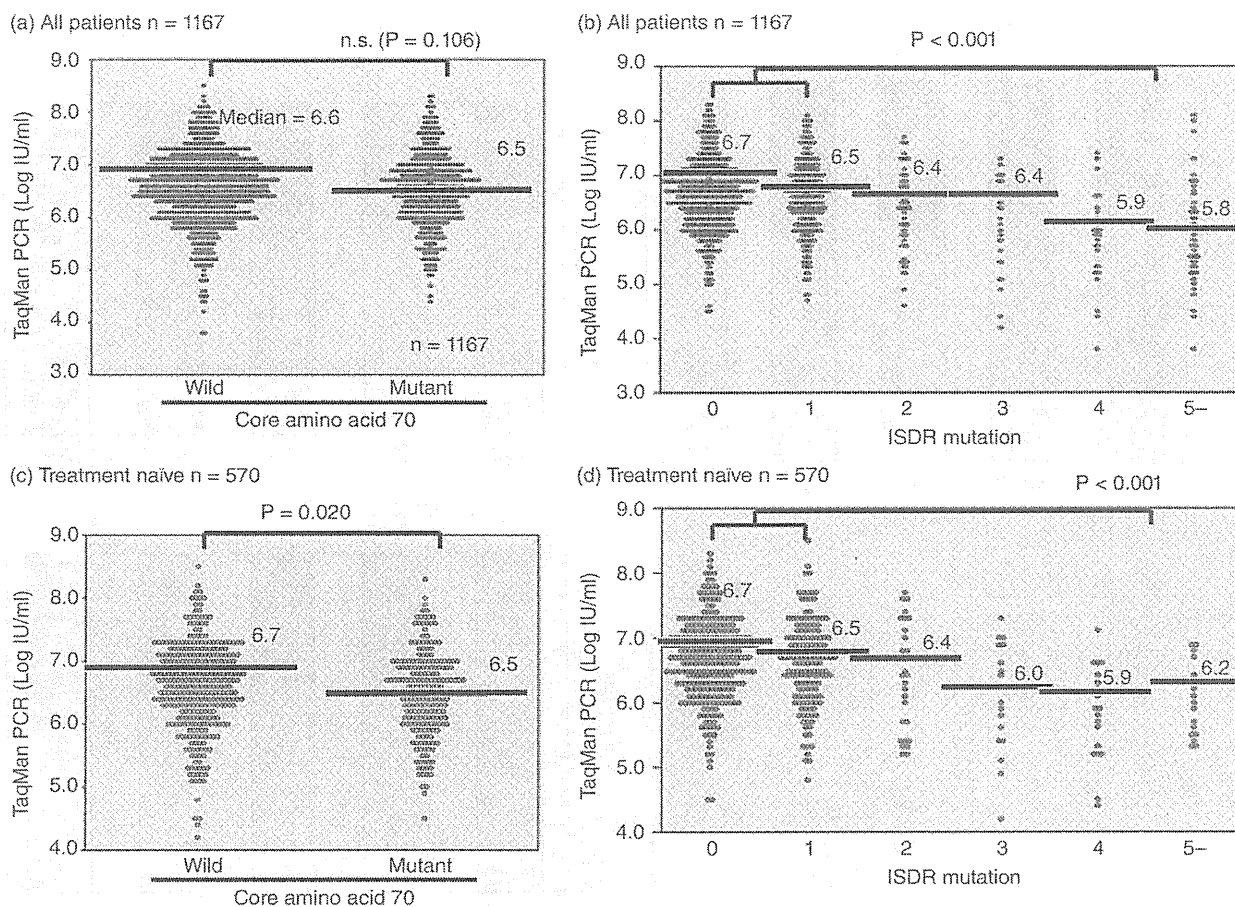 (a) All patients n = 1167
n.s. (P = 0.106)
9.0
8.0
7.0
6.0
5.0
4.0
3.0
TaqMan PCR (Log IU/ml)
Median = 6.6
6.5
n = 1167
Wild
Mutant
Core amino acid 70
(b) All patients n = 1167
P < 0.001
9.0
8.0
7.0
6.0
5.0
4.0
3.0
TaqMan PCR (Log IU/ml)
6.7
6.5
6.4
6.4
5.9
5.8
0
1
2
3
4
5–
ISDR mutation
(c) Treatment naïve n = 570
P = 0.020
9.0
8.0
7.0
6.0
5.0
4.0
TaqMan PCR (Log IU/ml)
6.7
6.5
Wild
Mutant
Core amino acid 70
(d) Treatment naïve n = 570
P < 0.001
9.0
8.0
7.0
6.0
5.0
4.0
TaqMan PCR (Log IU/ml)
6.7
6.5
6.4
6.0
5.9
6.2
0
1
2
3
4
5–
ISDR mutation